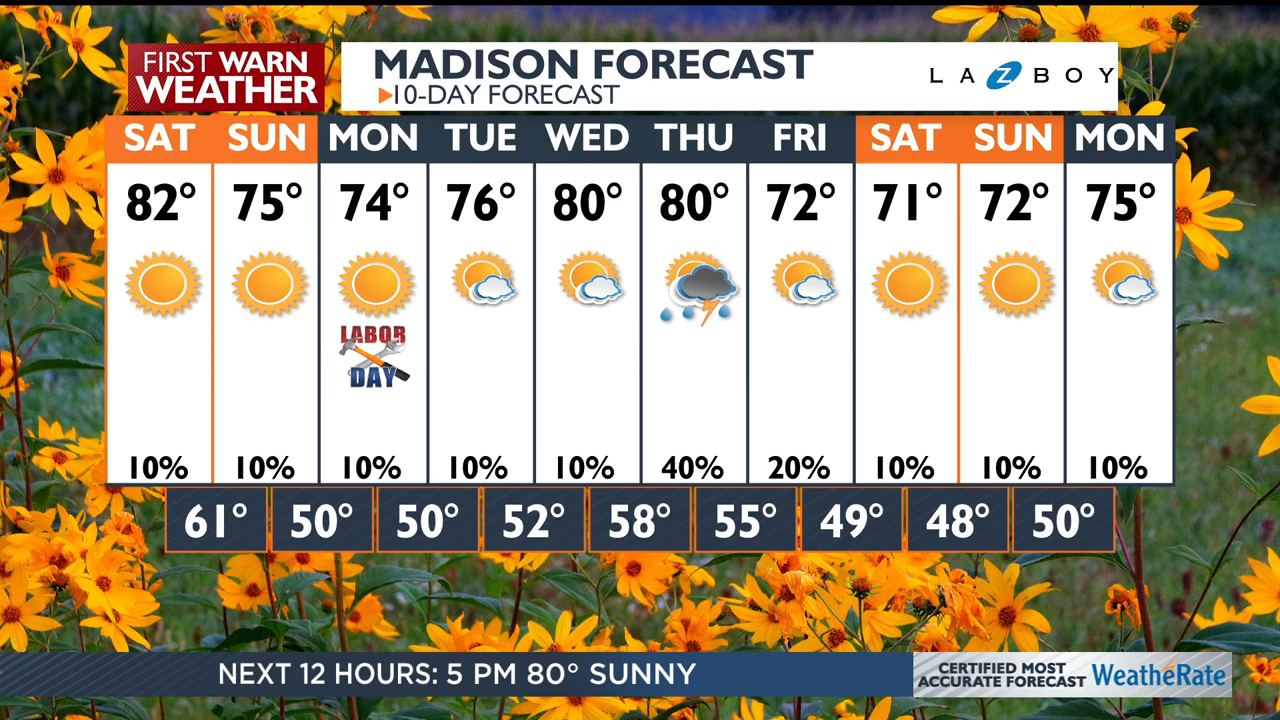 FIRST WARN
WEATHER
MADISON FORECAST
10-DAY FORECAST
LA Z BOY
SAT SUN MON TUE WED THU FRI SAT SUN MON
82° 75° 74° 76° 80° 80° 72° 71° 72° 75°
LABOR
DAY
10% 10% 10% 10% 10% 40% 20% 10% 10% 10%
61° 50° 50° 52° 58° 55° 49° 48° 50°
NEXT 12 HOURS: 5 PM 80° SUNNY
CERTIFIED MOST
ACCURATE FORECAST
WeatheRate